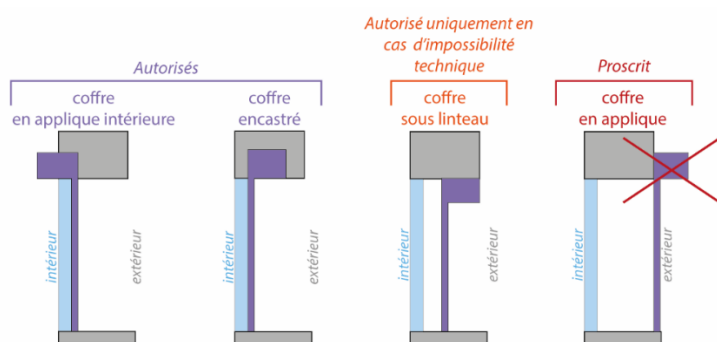 Autorisés
coffre
en applique intérieure
coffre
encastré
Autorisé uniquement en
cas d'impossibilité
technique
coffre
sous linteau
Proscrit
coffre
en applique
intérieur
extérieur
intérieur
extérieur
intérieur
extérieur
intérieur
extérieur